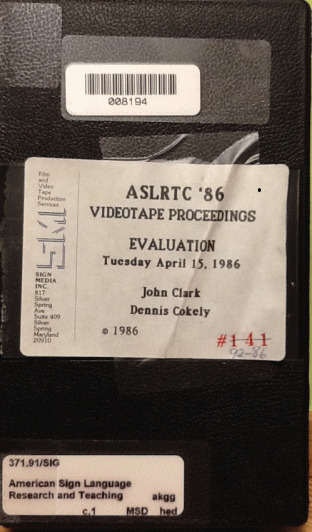 008194
Film
and
Video
Tape
Production
Services
SMI
SIGN
MEDIA
INC.
817
Silver
Spring
Ave.
Suite 409
Silver
Spring
Maryland
20910
ASLRTC '86
VIDEOTAPE PROCEEDINGS
EVALUATION
Tuesday April 15, 1986
John Clark
Dennis Cokely
© 1986
#141
92-86
371.91/SIG
American Sign Language
Research and Teaching akgg
c.1 MSD hed